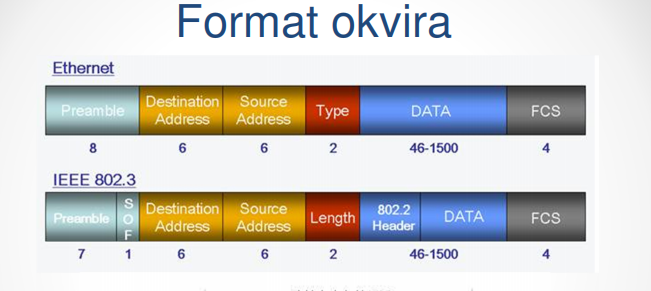 Format okvira
Ethernet
Preamble Destination Address Source Address Type DATA FCS
8 6 6 2 46-1500 4
IEEE 802.3
Preamble SOF Destination Address Source Address Length 802.2 Header DATA FCS
7 1 6 6 2 46-1500 4